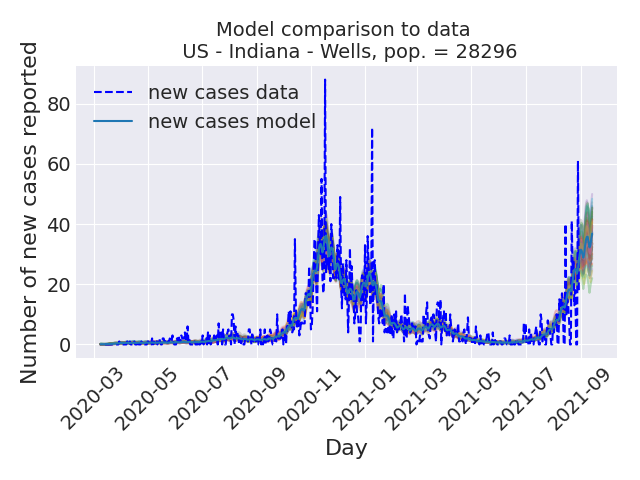 Model comparison to data
US - Indiana - Wells, pop. = 28296
new cases data
new cases model
Number of new cases reported
80
60
40
20
0
2020-03
2020-05
2020-07
2020-09
2020-11
2021-01
2021-03
2021-05
2021-07
2021-09
Day